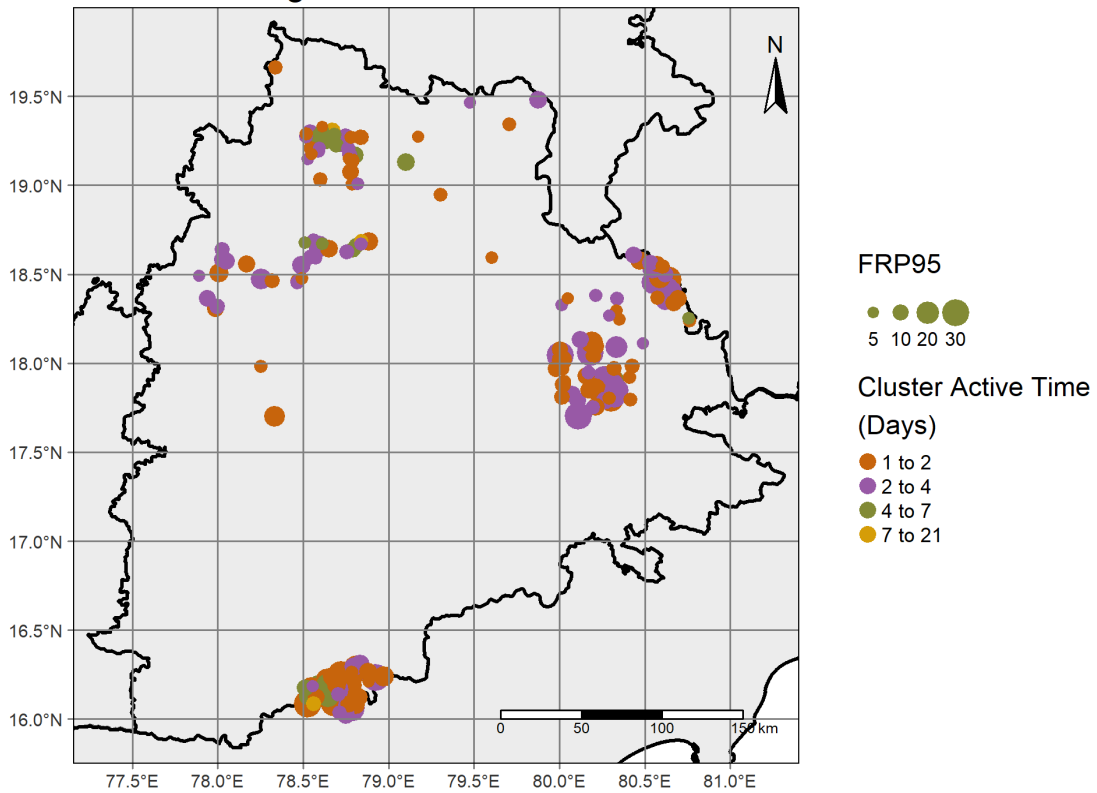 N
19.5°N
19.0°N
18.5°N
18.0°N
17.5°N
17.0°N
16.5°N
16.0°N
0 50 100 150 km
77.5°E 78.0°E 78.5°E 79.0°E 79.5°E 80.0°E 80.5°E 81.0°E
FRP95
5 10 20 30
Cluster Active Time
(Days)
1 to 2
2 to 4
4 to 7
7 to 21